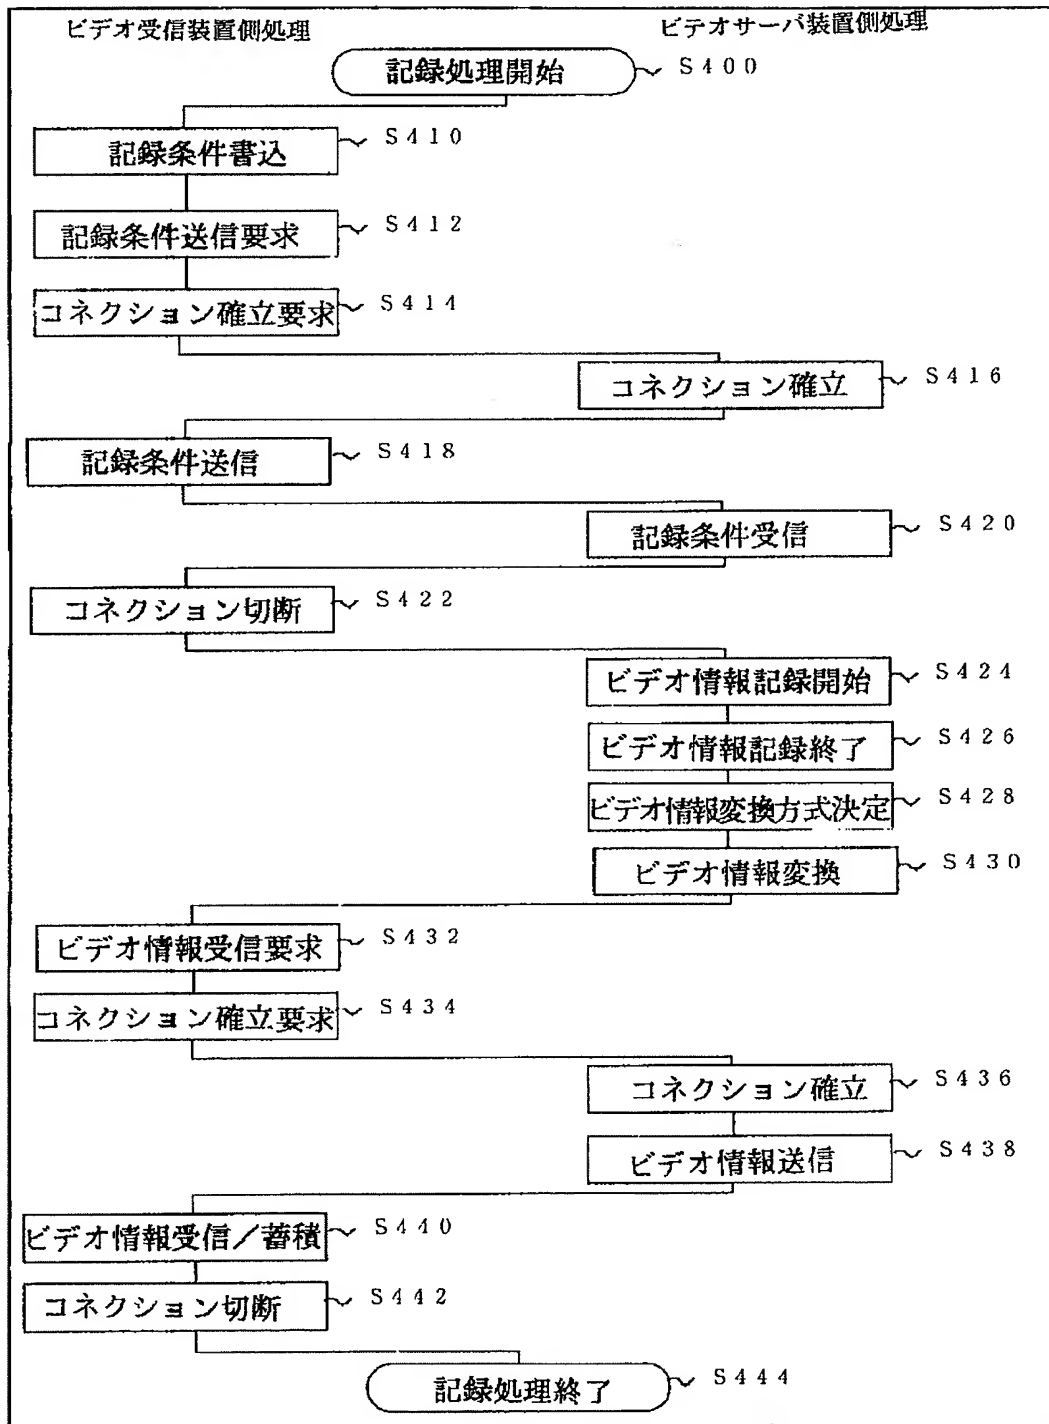 ビデオ受信装置側処理
ビデオサーバ装置側処理
記録処理開始 S400
記録条件書込 S410
記録条件送信要求 S412
コネクション確立要求 S414
コネクション確立 S416
記録条件送信 S418
記録条件受信 S420
コネクション切断 S422
ビデオ情報記録開始 S424
ビデオ情報記録終了 S426
ビデオ情報変換方式決定 S428
ビデオ情報変換 S430
ビデオ情報受信要求 S432
コネクション確立要求 S434
コネクション確立 S436
ビデオ情報送信 S438
ビデオ情報受信／蓄積 S440
コネクション切断 S442
記録処理終了 S444